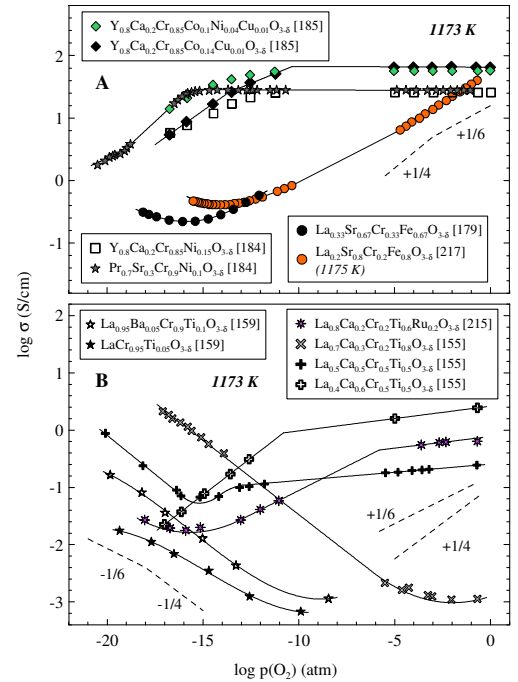 Y0.8Ca0.2Cr0.85Co0.1Ni0.04Cu0.01O3-δ [185]
Y0.8Ca0.2Cr0.85Co0.14Cu0.01O3-δ [185]
1173 K
A
3
2
1
0
-1
+1/6
+1/4
Y0.8Ca0.2Cr0.85Ni0.15O3-δ [184]
Pr0.7Sr0.3Cr0.9Ni0.1O3-δ [184]
La0.33Sr0.67Cr0.33Fe0.67O3-δ [179]
La0.2Sr0.8Cr0.2Fe0.8O3-δ [217]
(1175 K)
log σ (S/cm)
La0.95Ba0.05Cr0.9Ti0.1O3-δ [159]
LaCr0.95Ti0.05O3-δ [159]
B
1173 K
La0.8Ca0.2Cr0.2Ti0.6Ru0.2O3-δ [215]
La0.7Ca0.3Cr0.2Ti0.8O3-δ [155]
La0.5Ca0.5Cr0.5Ti0.5O3-δ [155]
La0.4Ca0.6Cr0.5Ti0.5O3-δ [155]
2
1
0
-1
-2
-3
+1/6
+1/4
-1/6
-1/4
-20 -15 -10 -5 0
log p(O2) (atm)